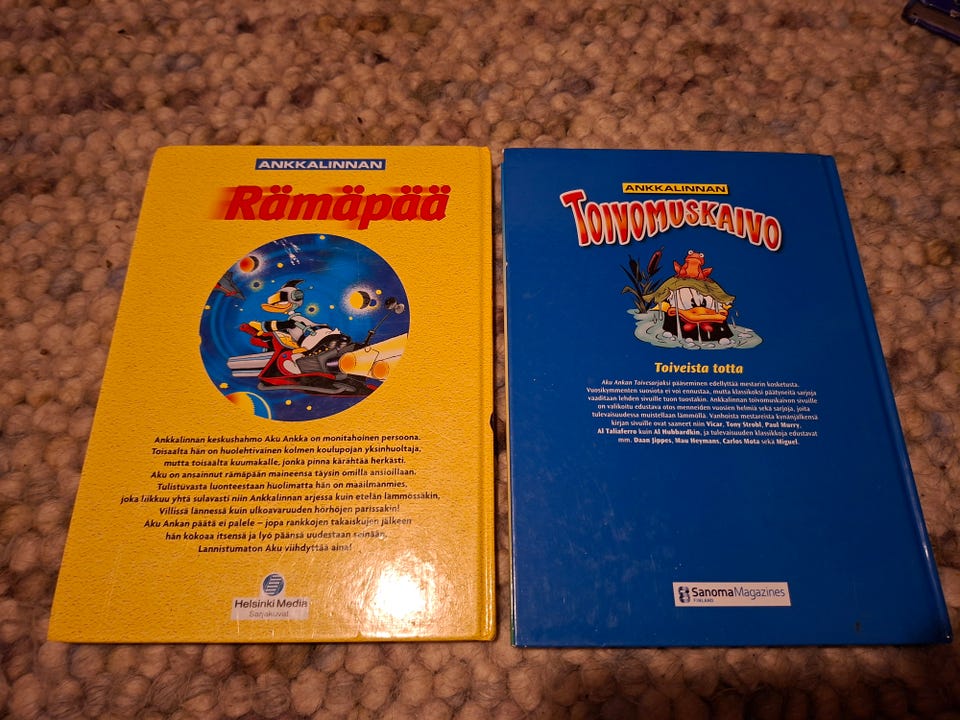 ANKKALINNAN
Rämäpää
Ankkalinnan keskushahmo Aku Ankka on monitahoinen persoona.
Toisaalta hän on huolehtivainen kolmen koulupojan yksinhuoltaja,
mutta toisaalta kuumakalle, jonka pinna kärähtää herkästi.
Aku on ansainnut rämäpään maineensa täysin omilla ansioillaan.
Tulistuvasta luonteestaan huolimatta hän on maailmanmies,
joka liikkuu yhtä sulavasti niin Ankkalinnan arjessa kuin etelän lämmössäkin,
Villissä lännessä kuin ulkoavaruuden hörhöjen parissakin!
Aku Ankan päätä ei palele – jopa rankkojen takaiskujen jälkeen
hän kokoaa itsensä ja lyö päänsä uudestaan seinään.
Lannistumaton Aku viihdyttää aina!
Helsinki Media
Sarjakuvat
ANKKALINNAN
TOIVOMUSKAIVO
Toiveista totta
Aku Ankan Toivesarjaksi pääseminen edellyttää mestarin kosketusta.
Vuosikymmenten suosiota ei voi ennustaa, mutta klassikoksi päätyneitä sarjoja
vaaditaan lehden sivuille tuon tuostakin. Ankkalinnan toivomuskaivon sivuille
on valikoitu edustava otos menneiden vuosien helmiä sekä sarjoja, joita
tulevaisuudessa muistellaan lämmöllä. Vanhoista mestareista kynänjälkensä
kirjan sivuille ovat saaneet niin Vicar, Tony Strobl, Paul Murry,
Al Taliaferro kuin Al Hubbardkin, ja tulevaisuuden klassikkoja edustavat
mm. Daan Jippes, Mau Heymans, Carlos Mota sekä Miguel.
SanomaMagazines
FINLAND